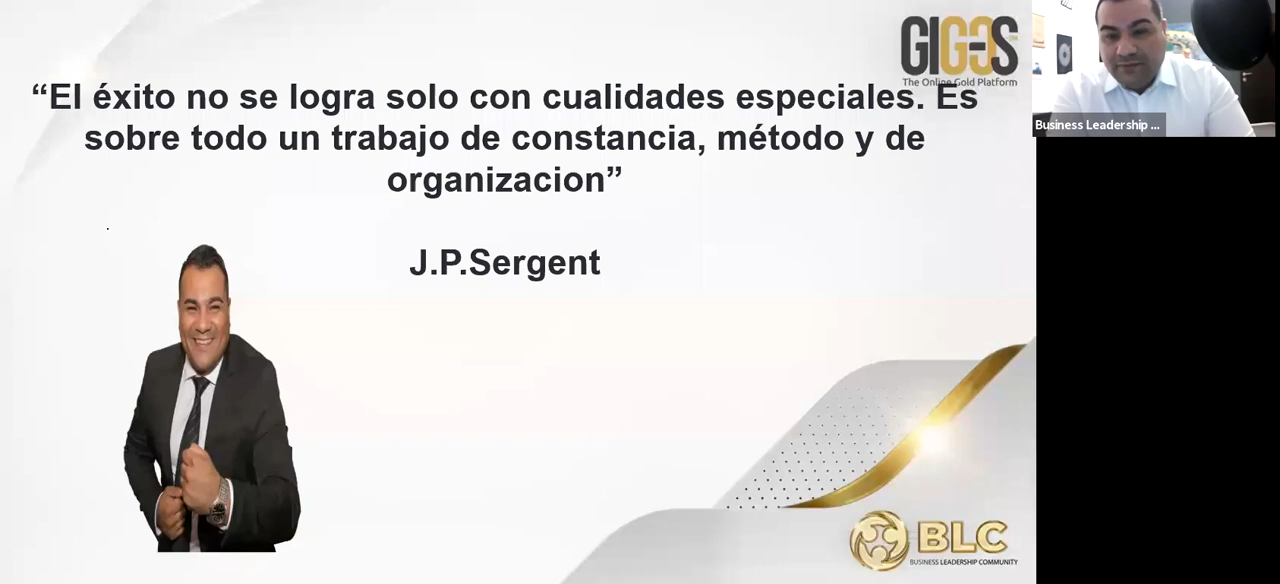 GIGOS
The Online Gold Platform
“El éxito no se logra solo con cualidades especiales. Es
sobre todo un trabajo de constancia, método y de
organizacion”
J.P.Sergent
Business Leadership ...
BLC
BUSINESS LEADERSHIP COMMUNITY